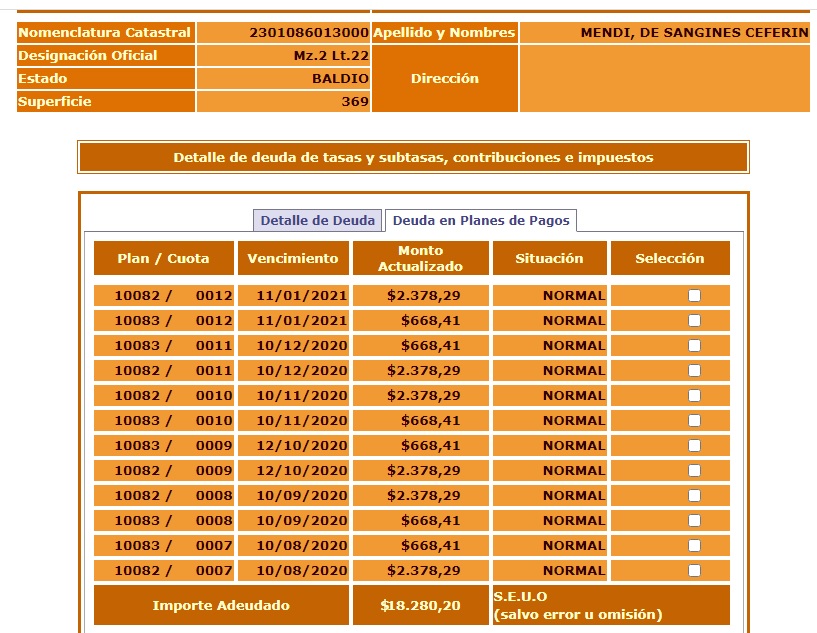 Nomenclatura Catastral 2301086013000 Apellido y Nombres MENDI, DE SANGINES CEFERIN
Designación Oficial Mz.2 Lt.22
Estado BALDIO Dirección
Superficie 369
Detalle de deuda de tasas y subtasas, contribuciones e impuestos
Detalle de Deuda Deuda en Planes de Pagos
Plan / Cuota Vencimiento Monto Actualizado Situación Selección
10082 / 0012 11/01/2021 $2.378,29 NORMAL
10083 / 0012 11/01/2021 $668,41 NORMAL
10083 / 0011 10/12/2020 $668,41 NORMAL
10082 / 0011 10/12/2020 $2.378,29 NORMAL
10082 / 0010 10/11/2020 $2.378,29 NORMAL
10083 / 0010 10/11/2020 $668,41 NORMAL
10083 / 0009 12/10/2020 $668,41 NORMAL
10082 / 0009 12/10/2020 $2.378,29 NORMAL
10082 / 0008 10/09/2020 $2.378,29 NORMAL
10083 / 0008 10/09/2020 $668,41 NORMAL
10083 / 0007 10/08/2020 $668,41 NORMAL
10082 / 0007 10/08/2020 $2.378,29 NORMAL
Importe Adeudado $18.280,20 S.E.U.O
(salvo error u omisión)